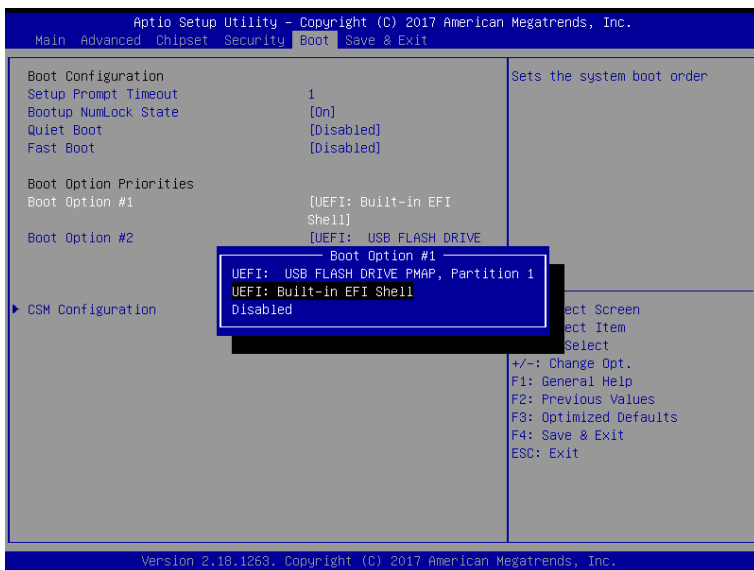 Aptio Setup Utility – Copyright (C) 2017 American Megatrends, Inc.
Main Advanced Chipset Security Boot Save & Exit
Boot Configuration
Setup Prompt Timeout 1
Bootup NumLock State [On]
Quiet Boot [Disabled]
Fast Boot [Disabled]
Boot Option Priorities
Boot Option #1 [UEFI: Built-in EFI
Shell]
Boot Option #2 [UEFI: USB FLASH DRIVE
CSM Configuration
Boot Option #1
UEFI: USB FLASH DRIVE PMAP, Partition 1
UEFI: Built-in EFI Shell
Disabled
Sets the system boot order
ect Screen
ect Item
Select
+/-: Change Opt.
F1: General Help
F2: Previous Values
F3: Optimized Defaults
F4: Save & Exit
ESC: Exit
Version 2.18.1263. Copyright (C) 2017 American Megatrends, Inc.